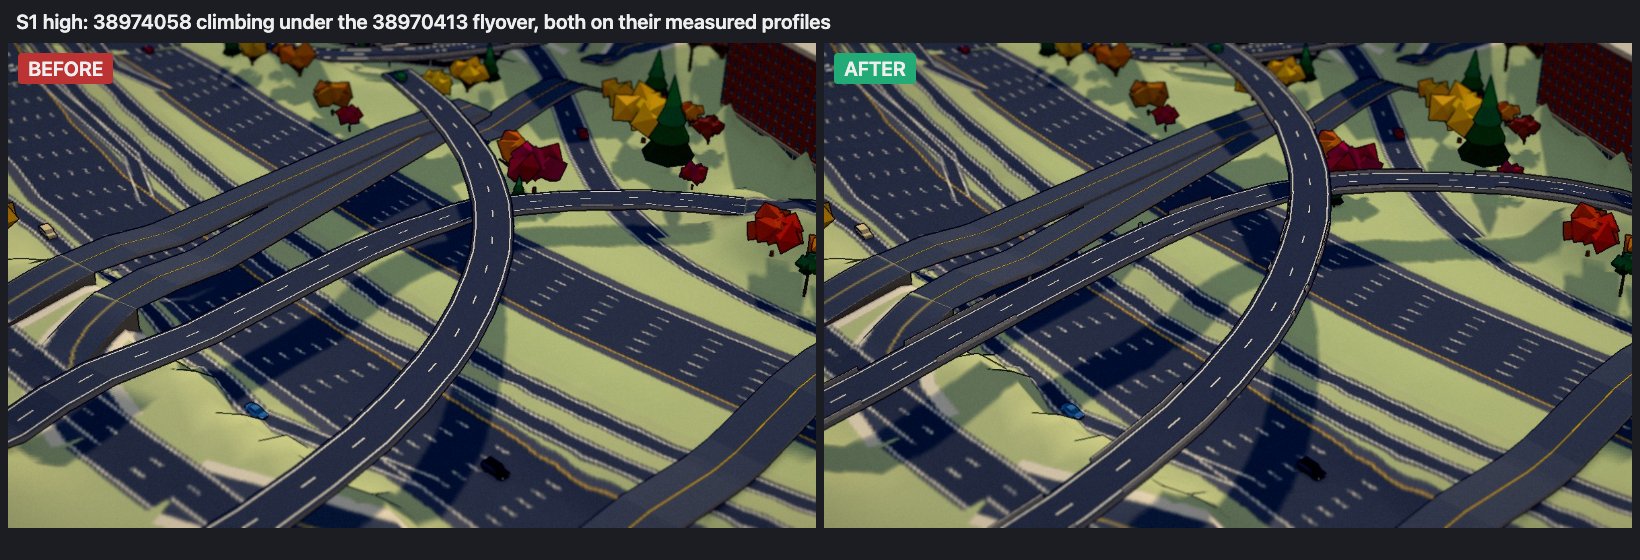 S1 high: 38974058 climbing under the 38970413 flyover, both on their measured profiles
BEFORE
AFTER